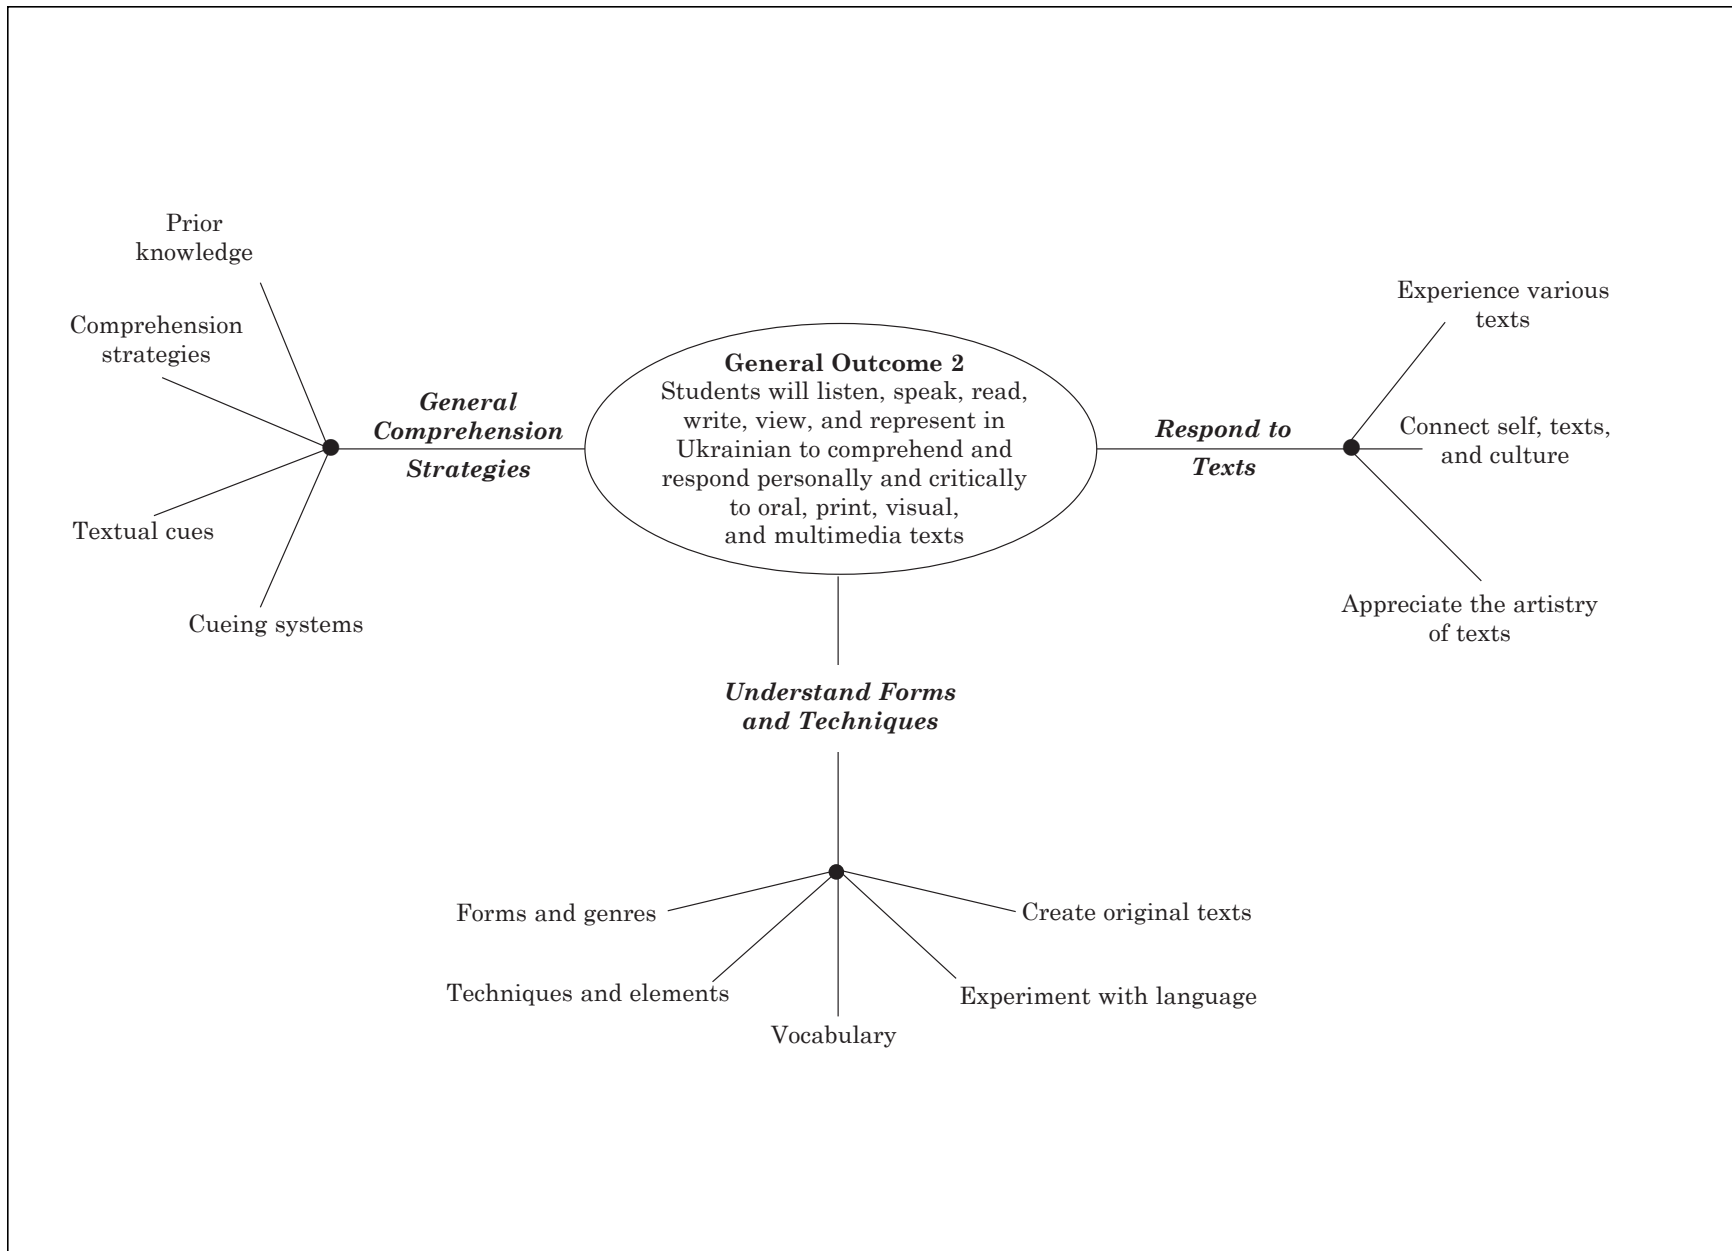 Prior
knowledge
Comprehension
strategies
Textual cues
Cueing systems
General
Comprehension
Strategies
General Outcome 2
Students will listen, speak, read,
write, view, and represent in
Ukrainian to comprehend and
respond personally and critically
to oral, print, visual,
and multimedia texts
Respond to
Texts
Experience various
texts
Connect self, texts,
and culture
Appreciate the artistry
of texts
Understand Forms
and Techniques
Forms and genres
Techniques and elements
Vocabulary
Experiment with language
Create original texts